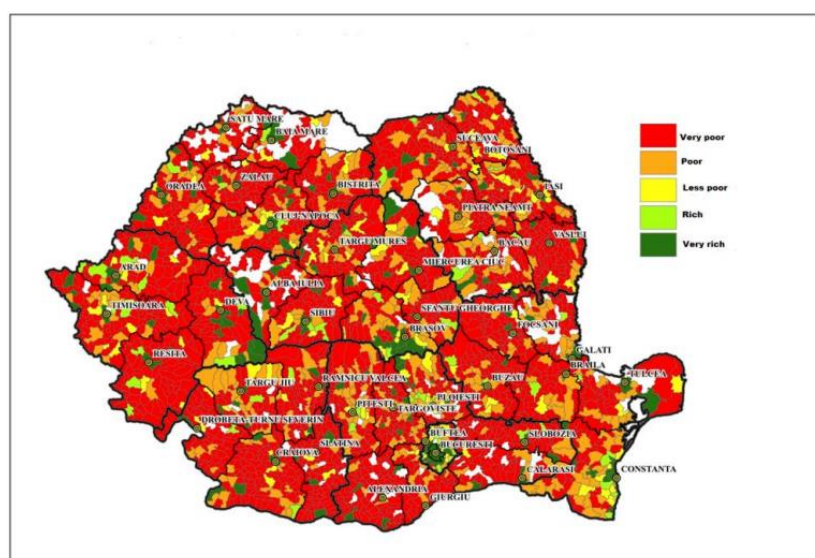 SATU MARE
BAIA MARE
SUCEAVA
BOTOSANI
Very poor
Poor
Less poor
Rich
Very rich
ORADEA
ZALAU
BISTRITA
IASI
CLUJ-NAPOCA
PIATRA NEAMT
TARGU MURES
BACAU
VASLUI
MIERCUREA CIUC
ARAD
ALBA IULIA
TIMISOARA
DEVA
SIBIU
SFANTU GHEORGHE
BRASOV
FOCSANI
RESITA
GALATI
BRAILA
TULCEA
TARGU JIU
RAMNICU VALCEA
BUZAU
PITESTI
PLOIESTI
TARGOVISTE
DROBETA-TURNU SEVERIN
SLATINA
BUFTEA
BUCURESTI
SLOBOZIA
CRAIOVA
CALARASI
CONSTANTA
ALEXANDRIA
GIURGIU